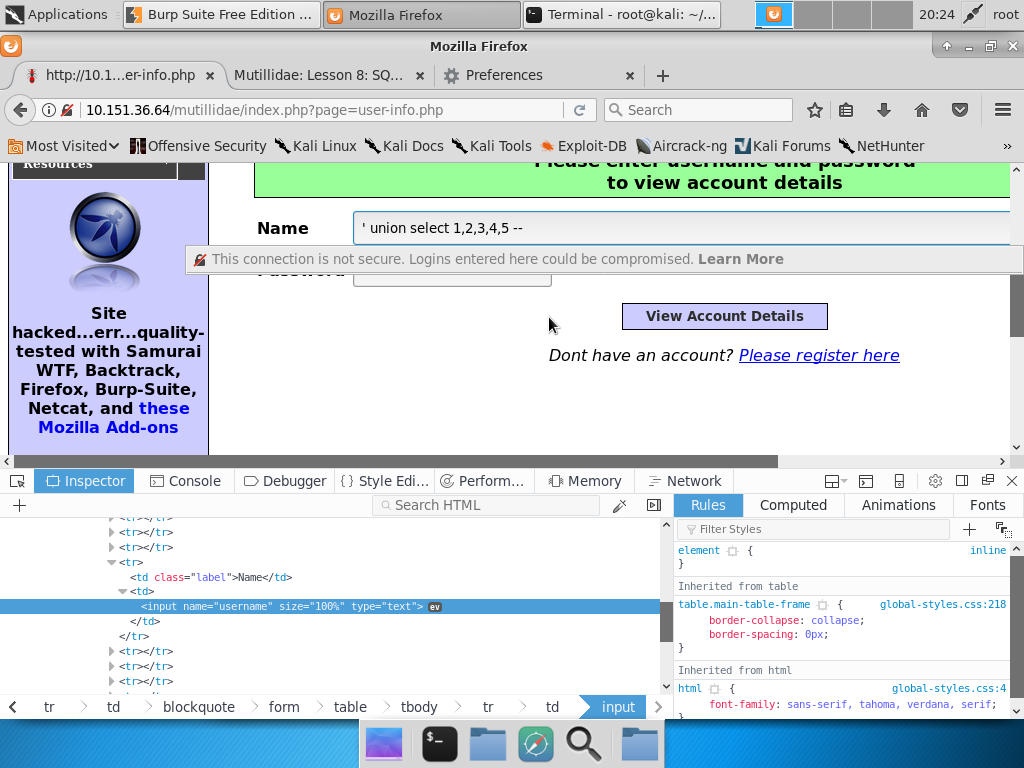 Applications
Burp Suite Free Edition ...
Mozilla Firefox
Terminal - root@kali: ~/...
20:24
root
Mozilla Firefox
http://10.1...er-info.php
Mutillidae: Lesson 8: SQ...
Preferences
10.151.36.64/mutillidae/index.php?page=user-info.php
Search
Most Visited
Offensive Security
Kali Linux
Kali Docs
Kali Tools
Exploit-DB
Aircrack-ng
Kali Forums
NetHunter
»
Resources
Please enter username and password
to view account details
Name
' union select 1,2,3,4,5 --
This connection is not secure. Logins entered here could be compromised. Learn More
Password
View Account Details
Dont have an account? Please register here
Site
hacked...err...quality-
tested with Samurai
WTF, Backtrack,
Firefox, Burp-Suite,
Netcat, and these
Mozilla Add-ons
Inspector
Console
Debugger
Style Edi...
Perform...
Memory
Network
Search HTML
<tr></tr>
<tr></tr>
<tr></tr>
<tr>
<td class="label">Name</td>
<td>
<input name="username" size="100%" type="text"> ev
</td>
</tr>
<tr></tr>
<tr></tr>
<tr></tr>
tr
td
blockquote
form
table
tbody
tr
td
input
Rules
Computed
Animations
Fonts
Filter Styles
element { inline
}
Inherited from table
table.main-table-frame { global-styles.css:218
border-collapse: collapse;
border-spacing: 0px;
}
Inherited from html
html { global-styles.css:4
font-family: sans-serif, tahoma, verdana, serif;
}
$_